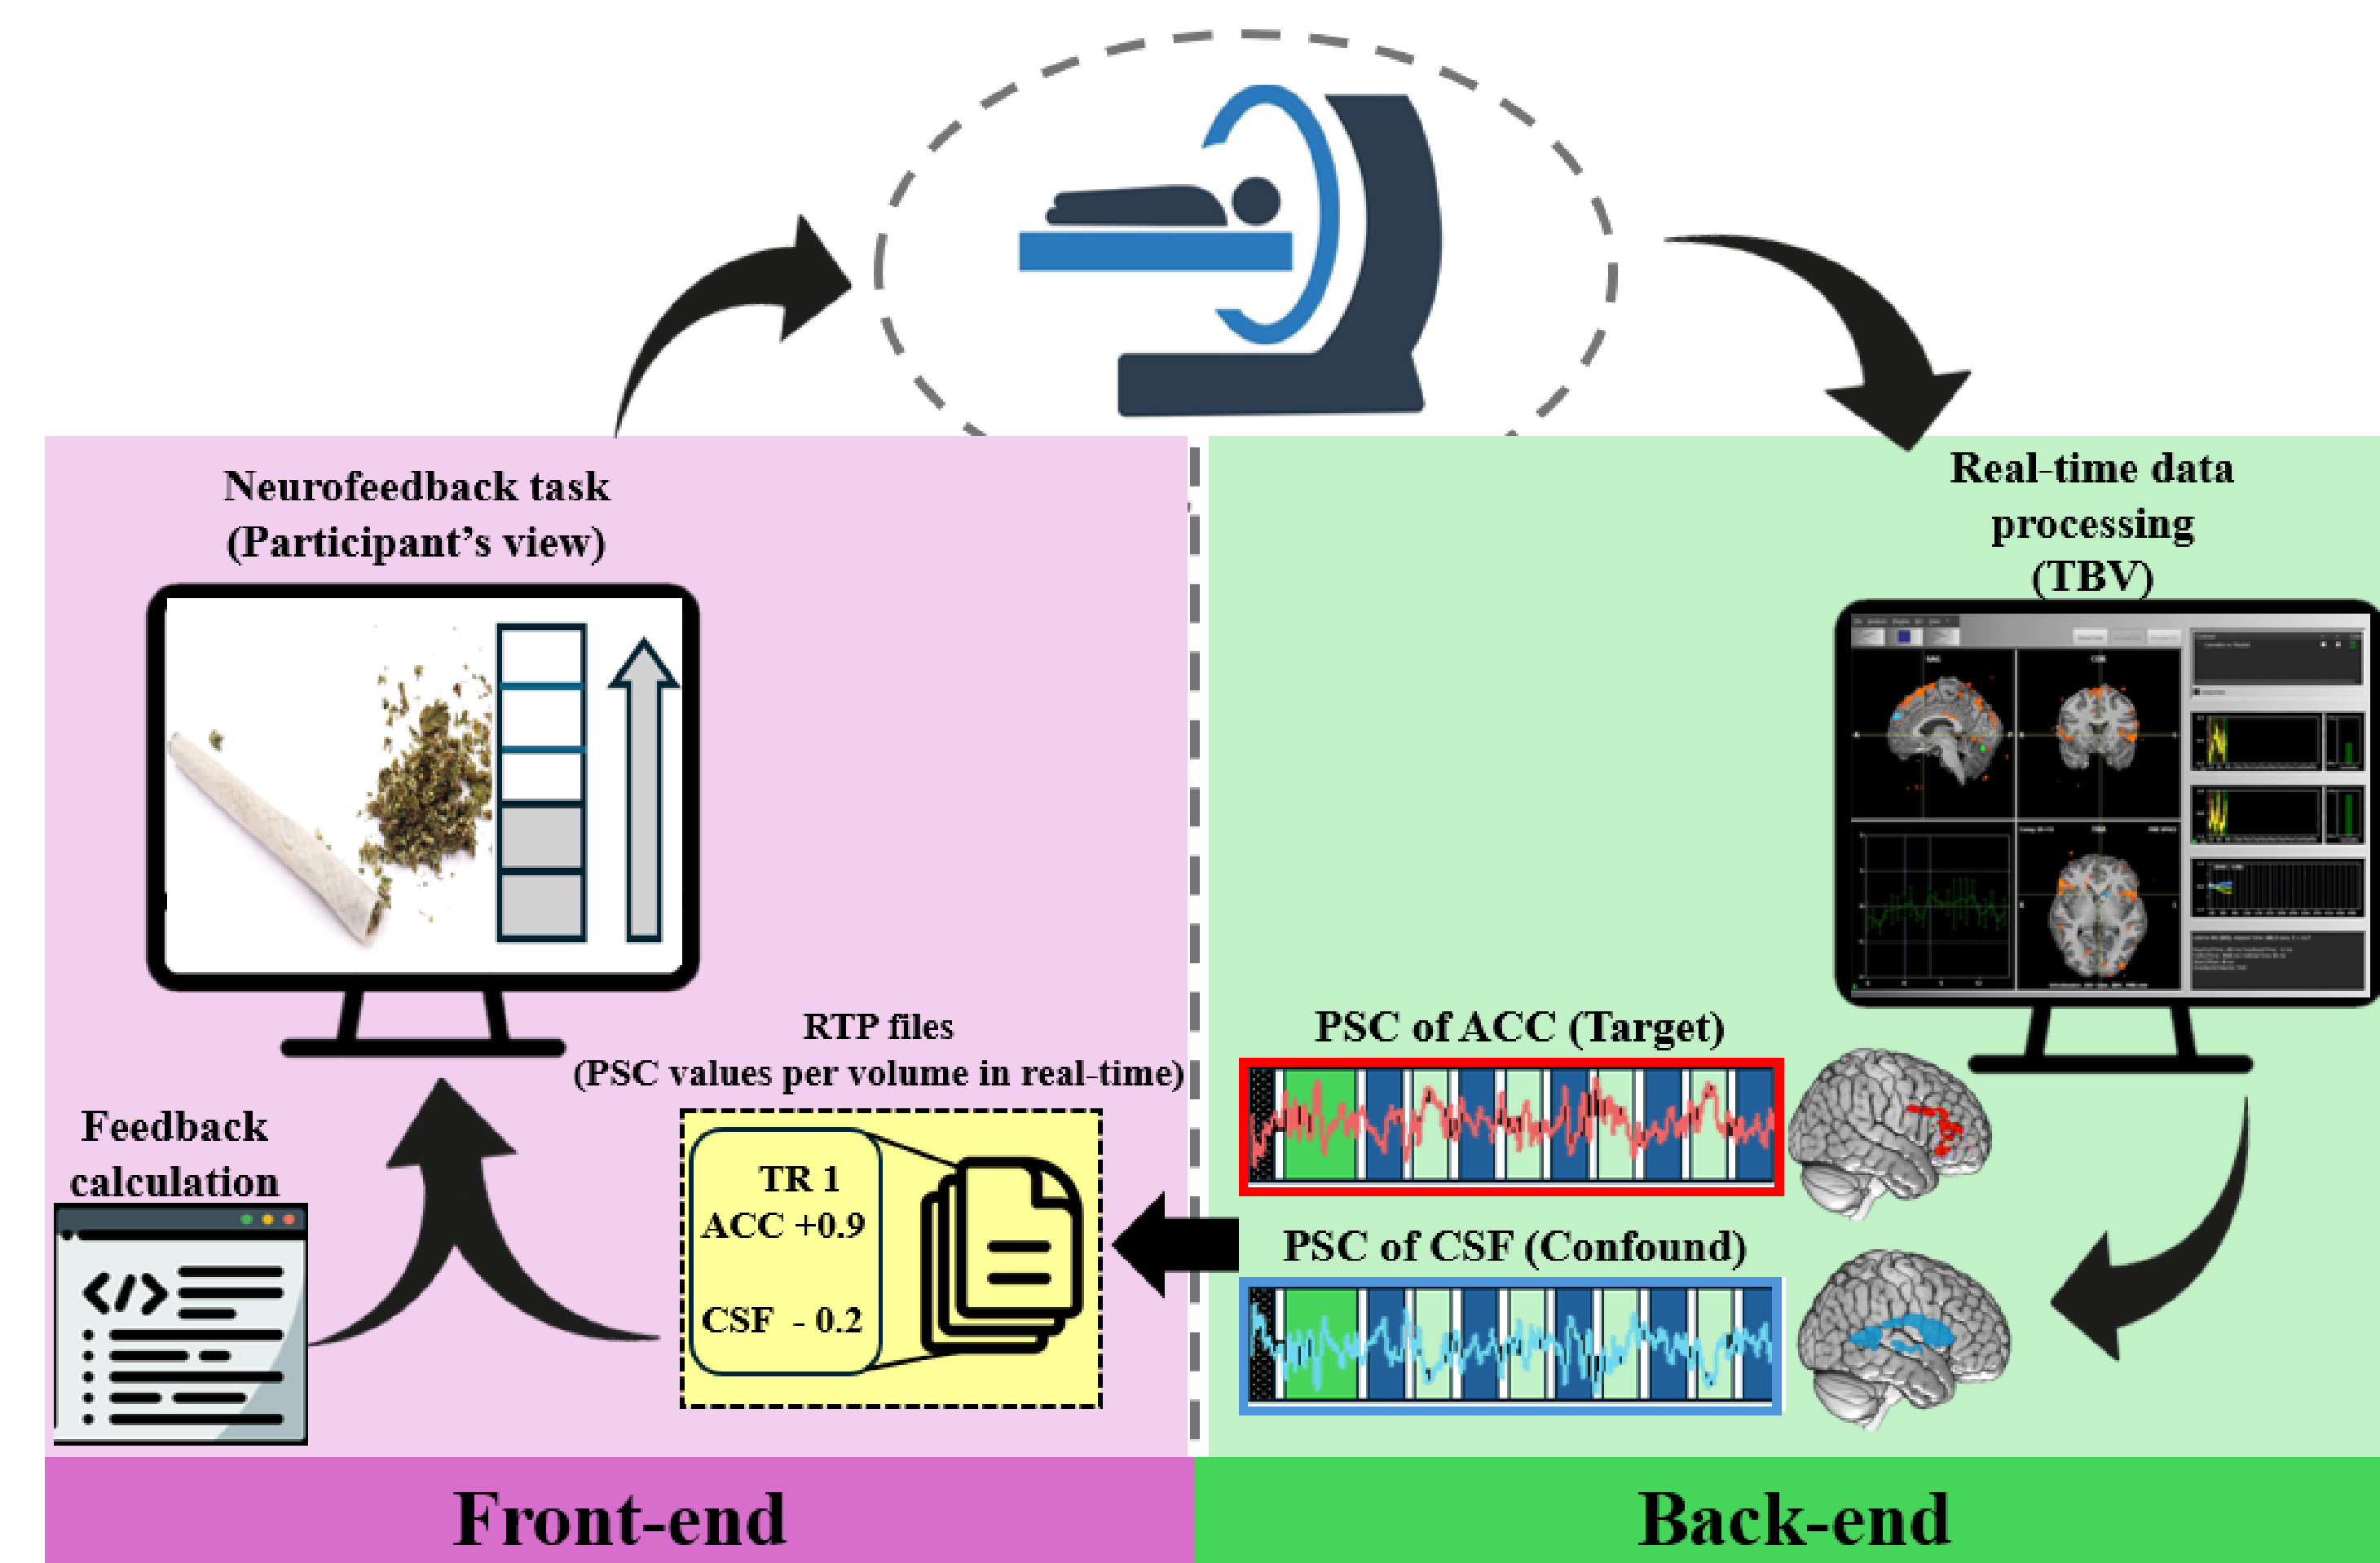 Neurofeedback task
(Participant’s view)
Real-time data
processing
(TBV)
SAG
COR
RTP files
(PSC values per volume in real-time)
Feedback
calculation
TR 1
ACC +0.9
CSF - 0.2
PSC of ACC (Target)
PSC of CSF (Confound)
Front-end
Back-end